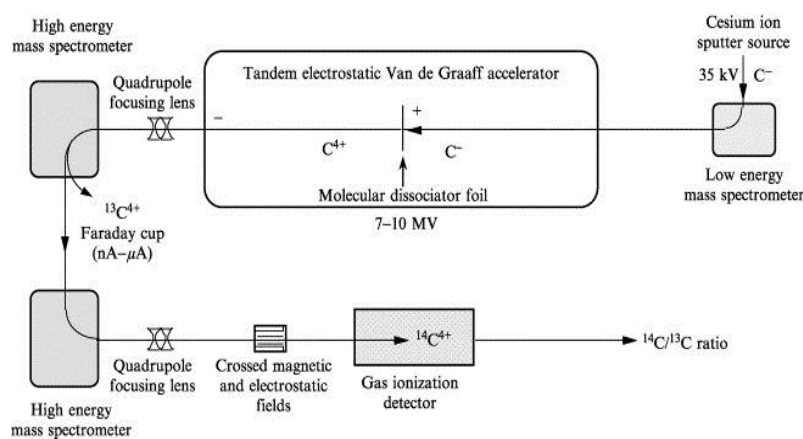 High energy
mass spectrometer
Quadrupole
focusing lens
Tandem electrostatic Van de Graaff accelerator
Cesium ion
sputter source
35 kV
C⁻
−
+
C⁴⁺
C⁻
Molecular dissociator foil
7–10 MV
Low energy
mass spectrometer
¹³C⁴⁺
Faraday cup
(nA–μA)
High energy
mass spectrometer
Quadrupole
focusing lens
Crossed magnetic
and electrostatic
fields
¹⁴C⁴⁺
Gas ionization
detector
¹⁴C/¹³C ratio